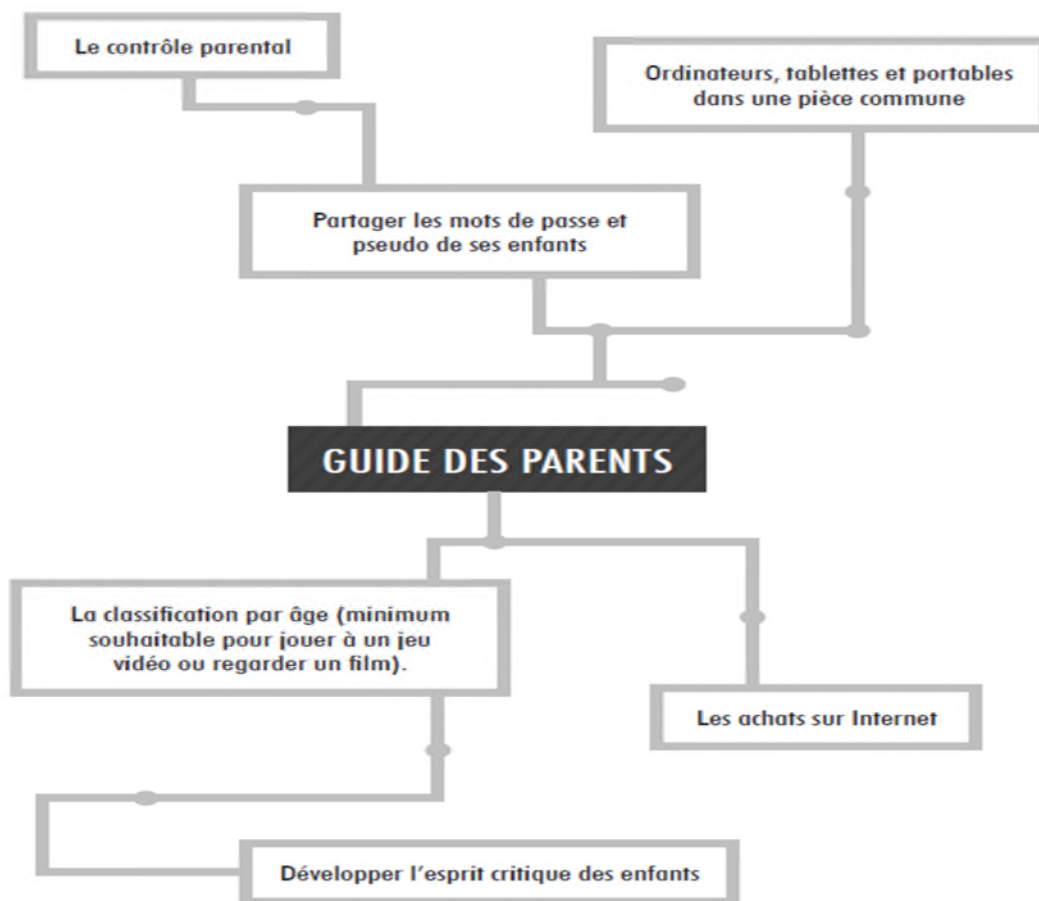 Le contrôle parental
Ordinateurs, tablettes et portables
dans une pièce commune
Partager les mots de passe et
pseudo de ses enfants
GUIDE DES PARENTS
La classification par âge (minimum
souhaitable pour jouer à un jeu
vidéo ou regarder un film).
Les achats sur Internet
Développer l'esprit critique des enfants